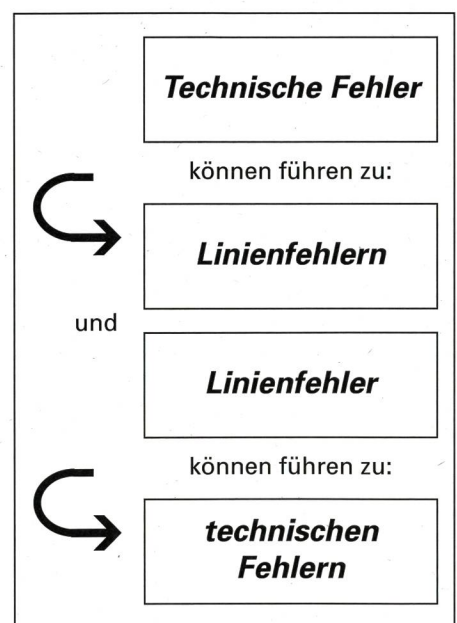 Technische Fehler
können führen zu:
Linienfehlern
und
Linienfehler
können führen zu:
technischen
Fehlern